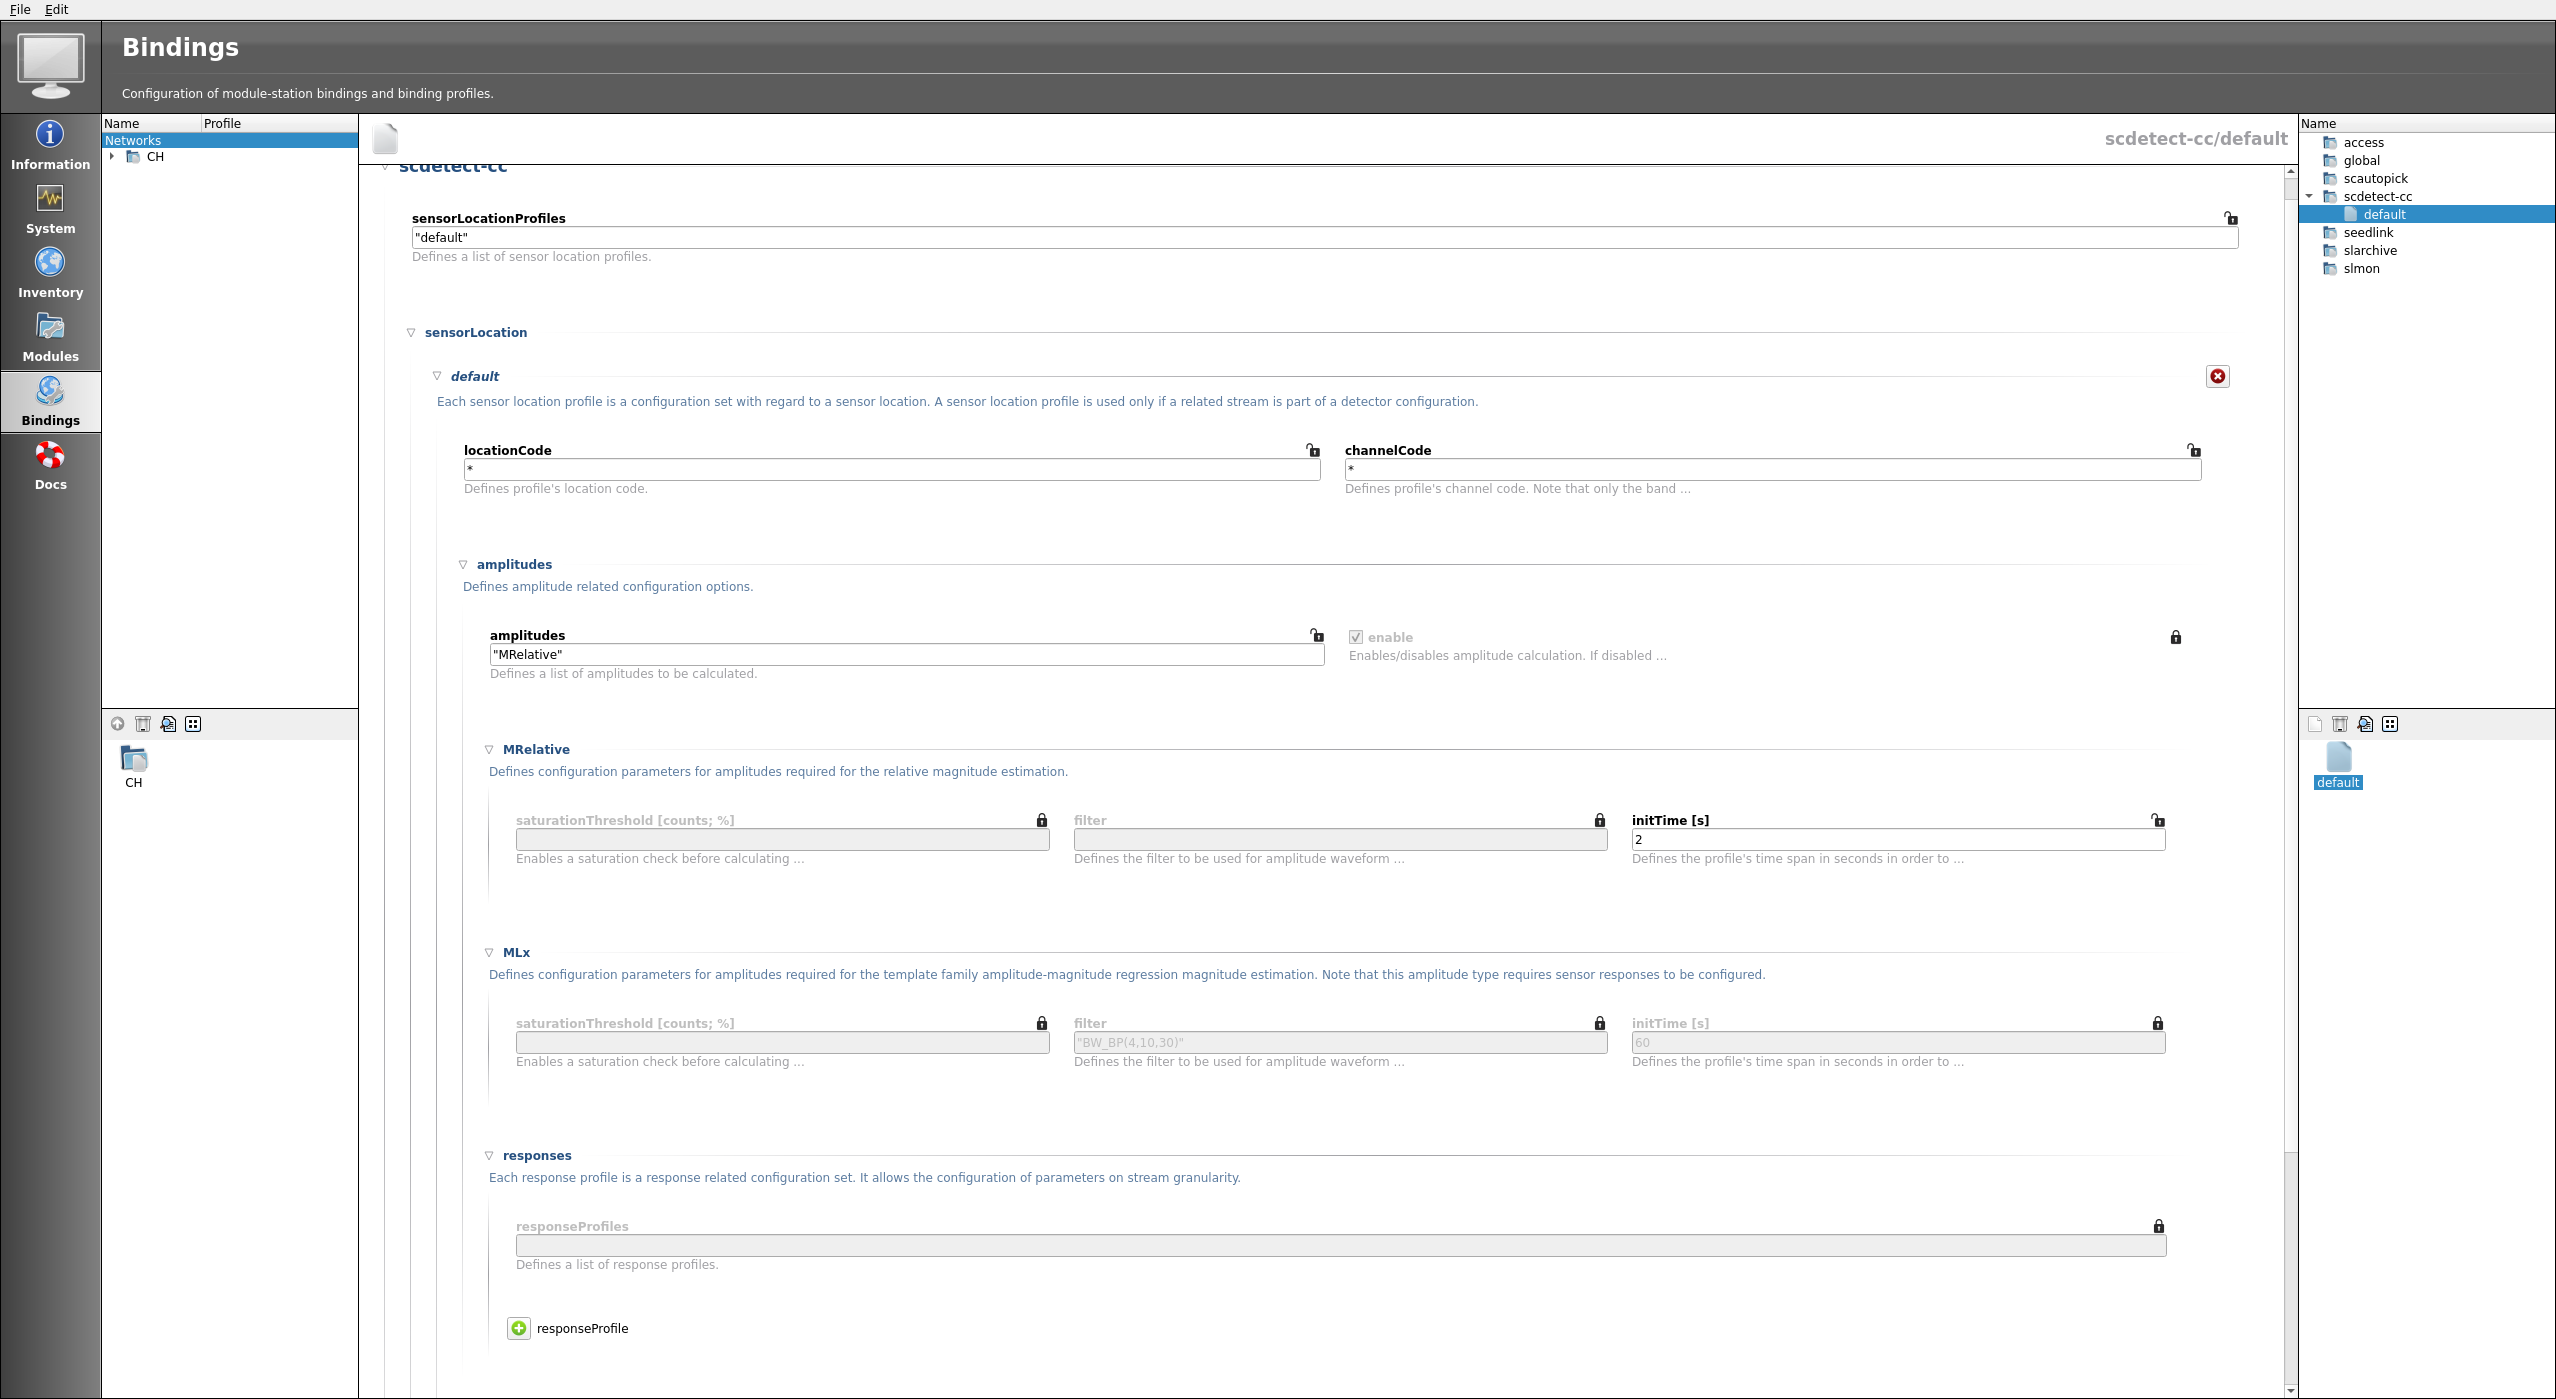 File Edit
Bindings
Configuration of module-station bindings and binding profiles.
Information
System
Inventory
Modules
Bindings
Docs
Name Profile
Networks
CH
CH
scdetect-cc/default
scdetect-cc
sensorLocationProfiles
"default"
Defines a list of sensor location profiles.
sensorLocation
default
Each sensor location profile is a configuration set with regard to a sensor location. A sensor location profile is used only if a related stream is part of a detector configuration.
locationCode channelCode
* *
Defines profile's location code. Defines profile's channel code. Note that only the band ...
amplitudes
Defines amplitude related configuration options.
amplitudes enable
"MRelative" Enables/disables amplitude calculation. If disabled ...
Defines a list of amplitudes to be calculated.
MRelative
Defines configuration parameters for amplitudes required for the relative magnitude estimation.
saturationThreshold [counts; %] filter initTime [s]
2
Enables a saturation check before calculating ... Defines the filter to be used for amplitude waveform ... Defines the profile's time span in seconds in order to ...
MLx
Defines configuration parameters for amplitudes required for the template family amplitude-magnitude regression magnitude estimation. Note that this amplitude type requires sensor responses to be configured.
saturationThreshold [counts; %] filter initTime [s]
"BW_BP(4,10,30)" 60
Enables a saturation check before calculating ... Defines the filter to be used for amplitude waveform ... Defines the profile's time span in seconds in order to ...
responses
Each response profile is a response related configuration set. It allows the configuration of parameters on stream granularity.
responseProfiles
Defines a list of response profiles.
responseProfile
Name
access
global
scautopick
scdetect-cc
default
seedlink
slarchive
slmon
default